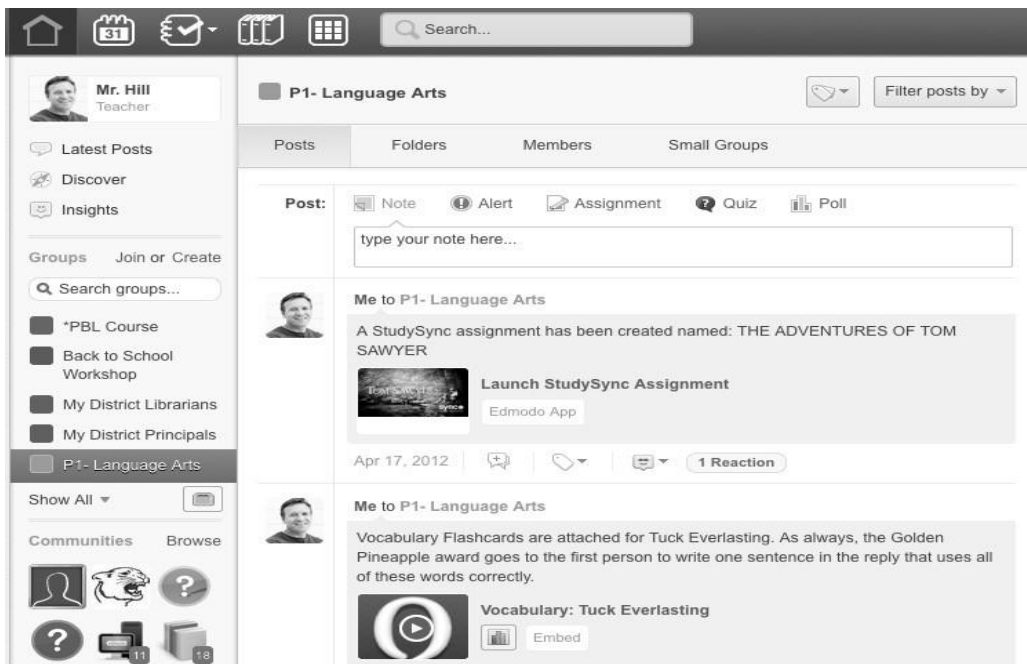 31
Search...
Mr. Hill
Teacher
Latest Posts
Discover
Insights
Groups Join or Create
Search groups...
*PBL Course
Back to School
Workshop
My District Librarians
My District Principals
P1- Language Arts
Show All
Communities Browse
11
18
P1- Language Arts
Filter posts by
Posts Folders Members Small Groups
Post: Note Alert Assignment Quiz Poll
type your note here...
Me to P1- Language Arts
A StudySync assignment has been created named: THE ADVENTURES OF TOM
SAWYER
TOM SAWYER
sync
Launch StudySync Assignment
Edmodo App
Apr 17, 2012 1 Reaction
Me to P1- Language Arts
Vocabulary Flashcards are attached for Tuck Everlasting. As always, the Golden
Pineapple award goes to the first person to write one sentence in the reply that uses all
of these words correctly.
Vocabulary: Tuck Everlasting
Embed